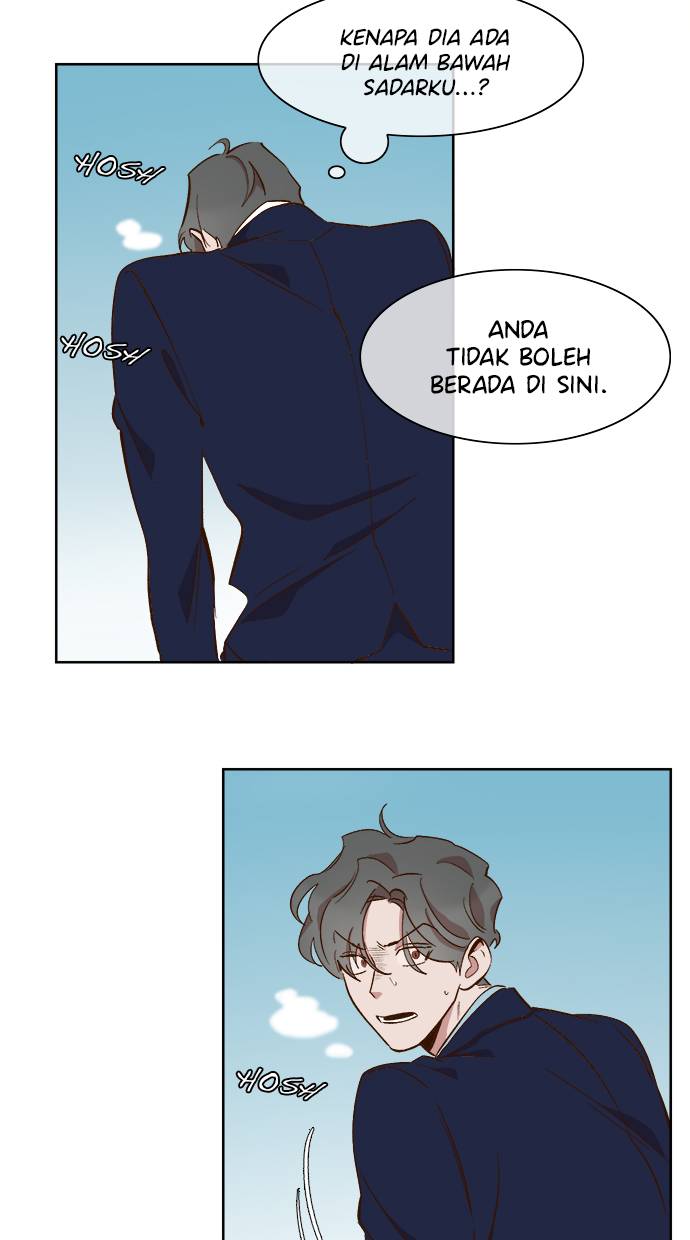 KENAPA DIA ADA
DI ALAM BAWAH
SADARKU...?
HOSH
HOSH
ANDA
TIDAK BOLEH
BERADA DI SINI.
HOSH